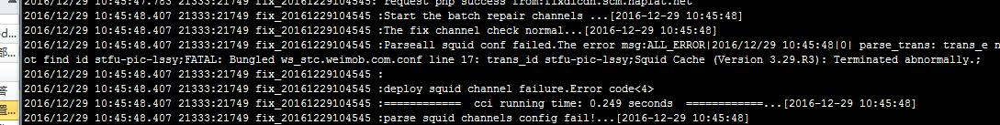 2016/12/29 10:45:47.783 21333:21749 fix_20161229104545: request php success from:fixdlcdn.scm.haplat.net
2016/12/29 10:45:48.407 21333:21749 fix_20161229104545 :Start the batch repair channels ...[2016-12-29 10:45:48]
2016/12/29 10:45:48.407 21333:21749 fix_20161229104545 :The fix channel check normal...[2016-12-29 10:45:48]
2016/12/29 10:45:48.407 21333:21749 fix_20161229104545 :Parseall squid conf failed.The error msg:ALL_ERROR|2016/12/29 10:45:48|0| parse_trans: trans_e n
ot find id stfu-pic-lssy;FATAL: Bungled ws_stc.weimob.com.conf line 17: trans_id stfu-pic-lssy;Squid Cache (Version 3.29.R3): Terminated abnormally.;
2016/12/29 10:45:48.407 21333:21749 fix_20161229104545 :
2016/12/29 10:45:48.407 21333:21749 fix_20161229104545 :deploy squid channel failure.Error code<4>
2016/12/29 10:45:48.407 21333:21749 fix_20161229104545 :============ cci running time: 0.249 seconds ============...[2016-12-29 10:45:48]
2016/12/29 10:45:48.407 21333:21749 fix_20161229104545 :parse squid channels config fail!...[2016-12-29 10:45:48]
od...
部...
答
置...